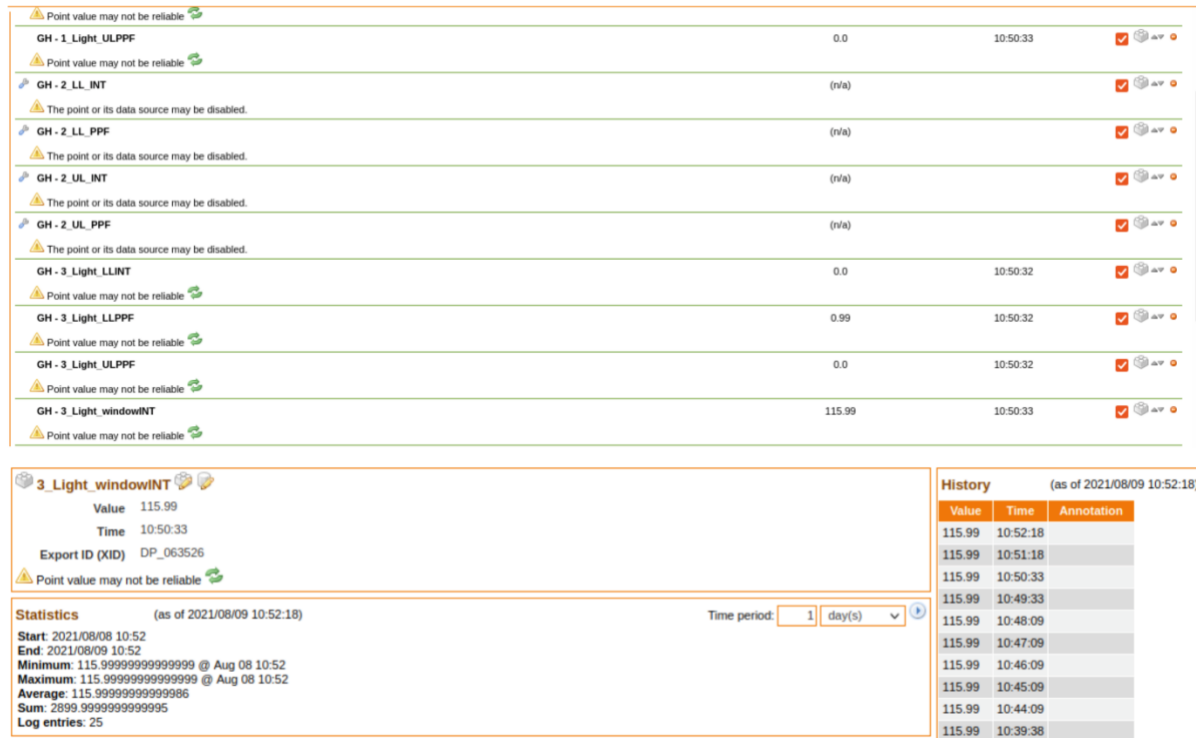 Point value may not be reliable
GH - 1_Light_ULPPF 0.0 10:50:33
Point value may not be reliable
GH - 2_LL_INT (n/a)
The point or its data source may be disabled.
GH - 2_LL_PPF (n/a)
The point or its data source may be disabled.
GH - 2_UL_INT (n/a)
The point or its data source may be disabled.
GH - 2_UL_PPF (n/a)
The point or its data source may be disabled.
GH - 3_Light_LLINT 0.0 10:50:32
Point value may not be reliable
GH - 3_Light_LLPPF 0.99 10:50:32
Point value may not be reliable
GH - 3_Light_ULPPF 0.0 10:50:32
Point value may not be reliable
GH - 3_Light_windowINT 115.99 10:50:33
Point value may not be reliable
3_Light_windowINT
Value 115.99
Time 10:50:33
Export ID (XID) DP_063526
Point value may not be reliable
Statistics (as of 2021/08/09 10:52:18) Time period: 1 day(s)
Start: 2021/08/08 10:52
End: 2021/08/09 10:52
Minimum: 115.99999999999999 @ Aug 08 10:52
Maximum: 115.99999999999999 @ Aug 08 10:52
Average: 115.99999999999986
Sum: 2899.9999999999995
Log entries: 25
History (as of 2021/08/09 10:52:18)
Value Time Annotation
115.99 10:52:18
115.99 10:51:18
115.99 10:50:33
115.99 10:49:33
115.99 10:48:09
115.99 10:47:09
115.99 10:46:09
115.99 10:45:09
115.99 10:44:09
115.99 10:39:38